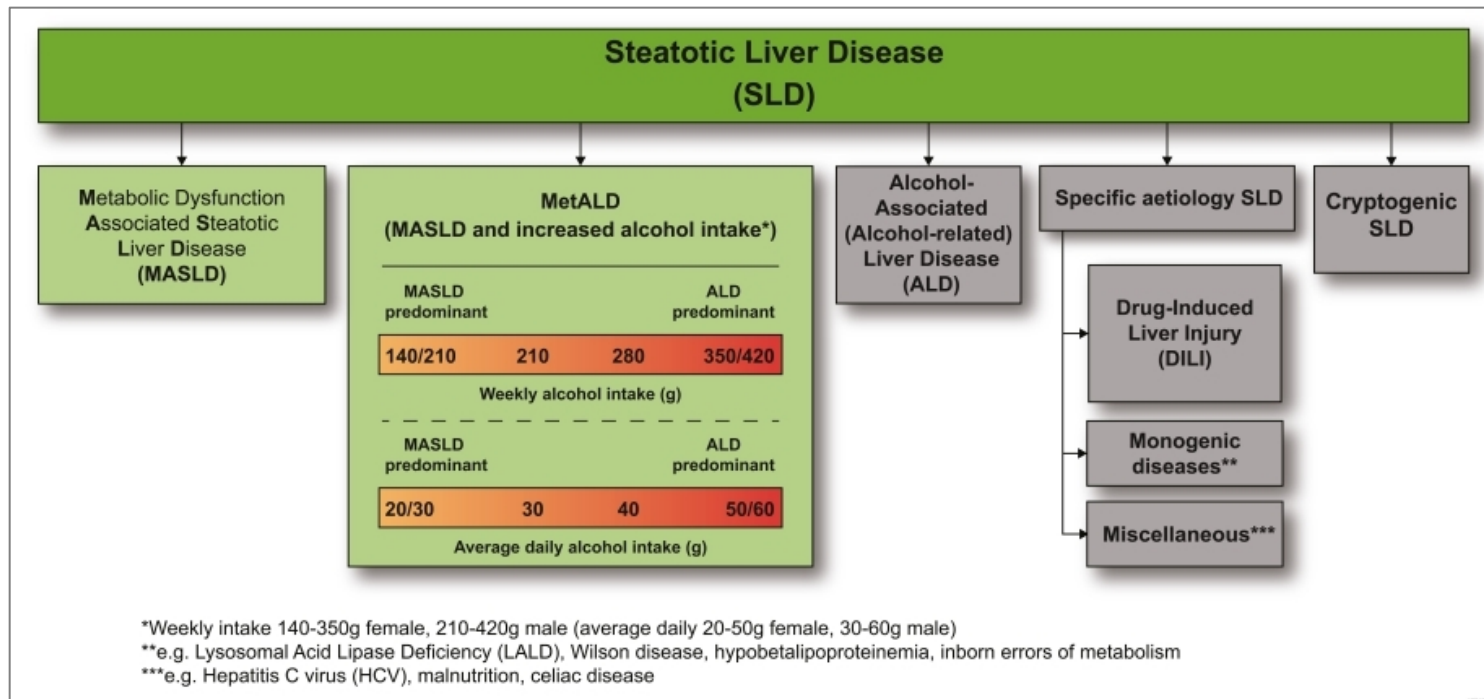 Steatotic Liver Disease
(SLD)
Metabolic Dysfunction
Associated Steatotic
Liver Disease
(MASLD)
MetALD
(MASLD and increased alcohol intake*)
MASLD
predominant
ALD
predominant
140/210 210 280 350/420
Weekly alcohol intake (g)
MASLD
predominant
ALD
predominant
20/30 30 40 50/60
Average daily alcohol intake (g)
Alcohol-
Associated
(Alcohol-related)
Liver Disease
(ALD)
Specific aetiology SLD
Drug-Induced
Liver Injury
(DILI)
Monogenic
diseases**
Miscellaneous***
Cryptogenic
SLD
*Weekly intake 140-350g female, 210-420g male (average daily 20-50g female, 30-60g male)
**e.g. Lysosomal Acid Lipase Deficiency (LALD), Wilson disease, hypobetalipoproteinemia, inborn errors of metabolism
***e.g. Hepatitis C virus (HCV), malnutrition, celiac disease